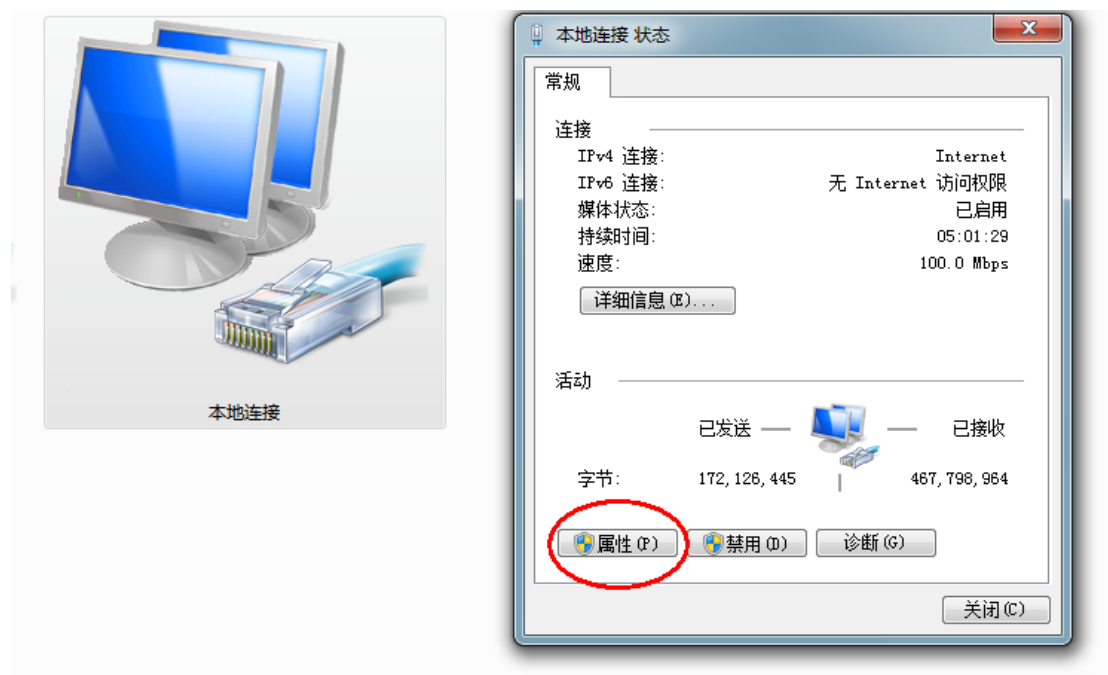 本地连接
本地连接 状态
常规
连接
IPv4 连接: Internet
IPv6 连接: 无 Internet 访问权限
媒体状态: 已启用
持续时间: 05:01:29
速度: 100.0 Mbps
详细信息(E)...
活动
已发送 — — 已接收
字节: 172,126,445 | 467,798,964
属性(P) 禁用(D) 诊断(G)
关闭(C)